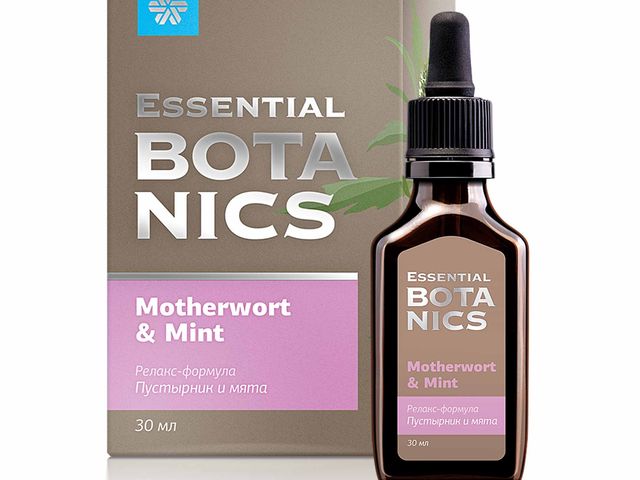 ESSENTIAL
BOTA
NICS
Motherwort
& Mint
Релакс-формула
Пустырник и мята
30 мл
ESSENTIAL
BOTA
NICS
Motherwort
& Mint
Релакс-формула
Пустырник и мята
30 мл